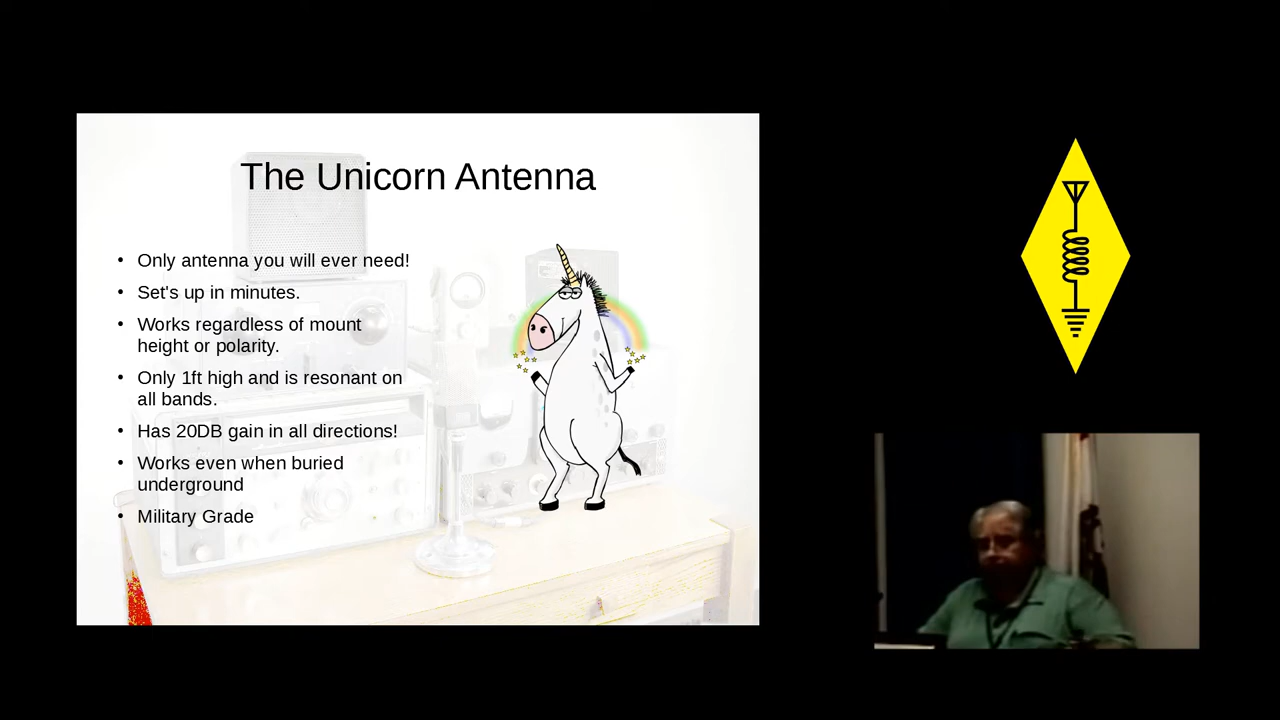 The Unicorn Antenna
• Only antenna you will ever need!
• Set's up in minutes.
• Works regardless of mount
height or polarity.
• Only 1ft high and is resonant on
all bands.
• Has 20DB gain in all directions!
• Works even when buried
underground
• Military Grade